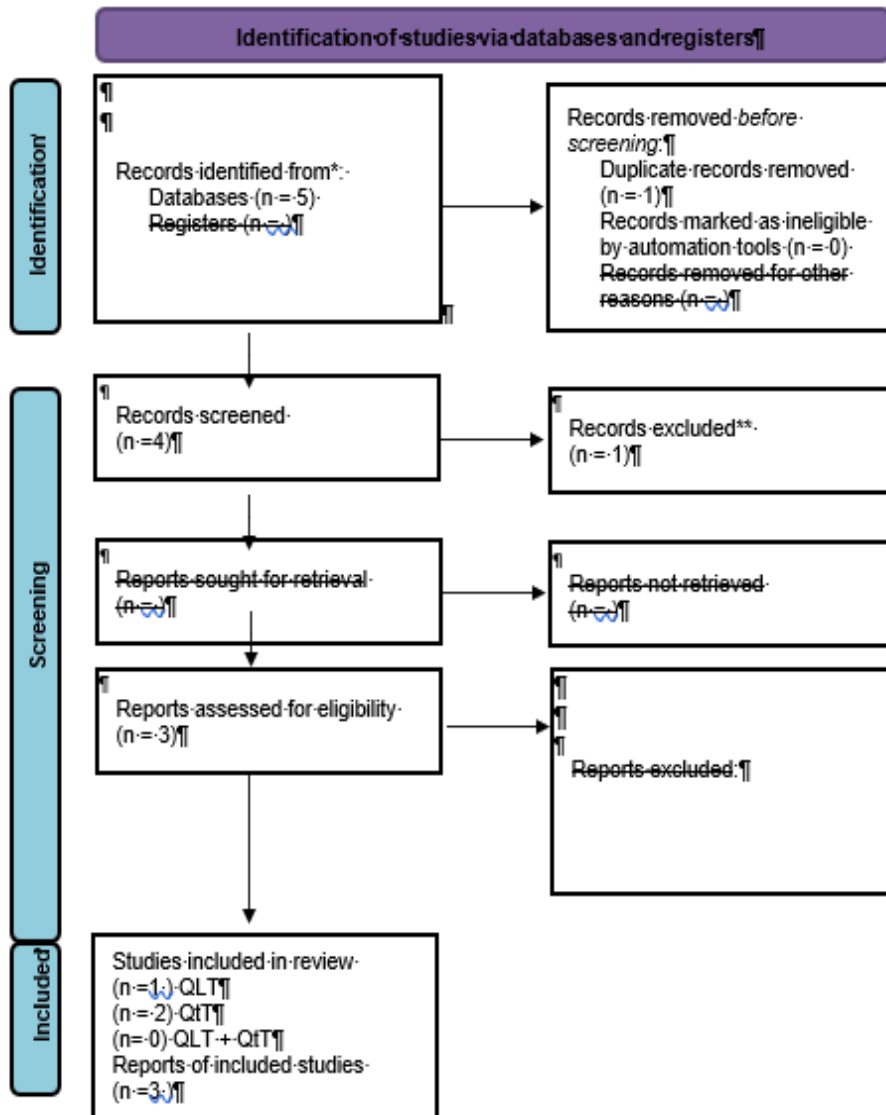 Identification of studies via databases and registers¶
Identification
¶
¶
Records identified from*:
Databases (n = 5)
Registers (n = )¶
¶
Records removed before
screening:¶
Duplicate records removed
(n = 1)¶
Records marked as ineligible
by automation tools (n = 0)
Records removed for other
reasons (n = )¶
Screening
¶
Records screened
(n =4)¶
¶
Records excluded**
(n = 1)¶
¶
Reports sought for retrieval
(n = )¶
¶
Reports not retrieved
(n = )¶
¶
Reports assessed for eligibility
(n = 3)¶
¶
¶
¶
Reports excluded:¶
Included
Studies included in review
(n =1 ) QLT¶
(n = 2) QtT¶
(n= 0) QLT + QtT¶
Reports of included studies
(n =3 )¶